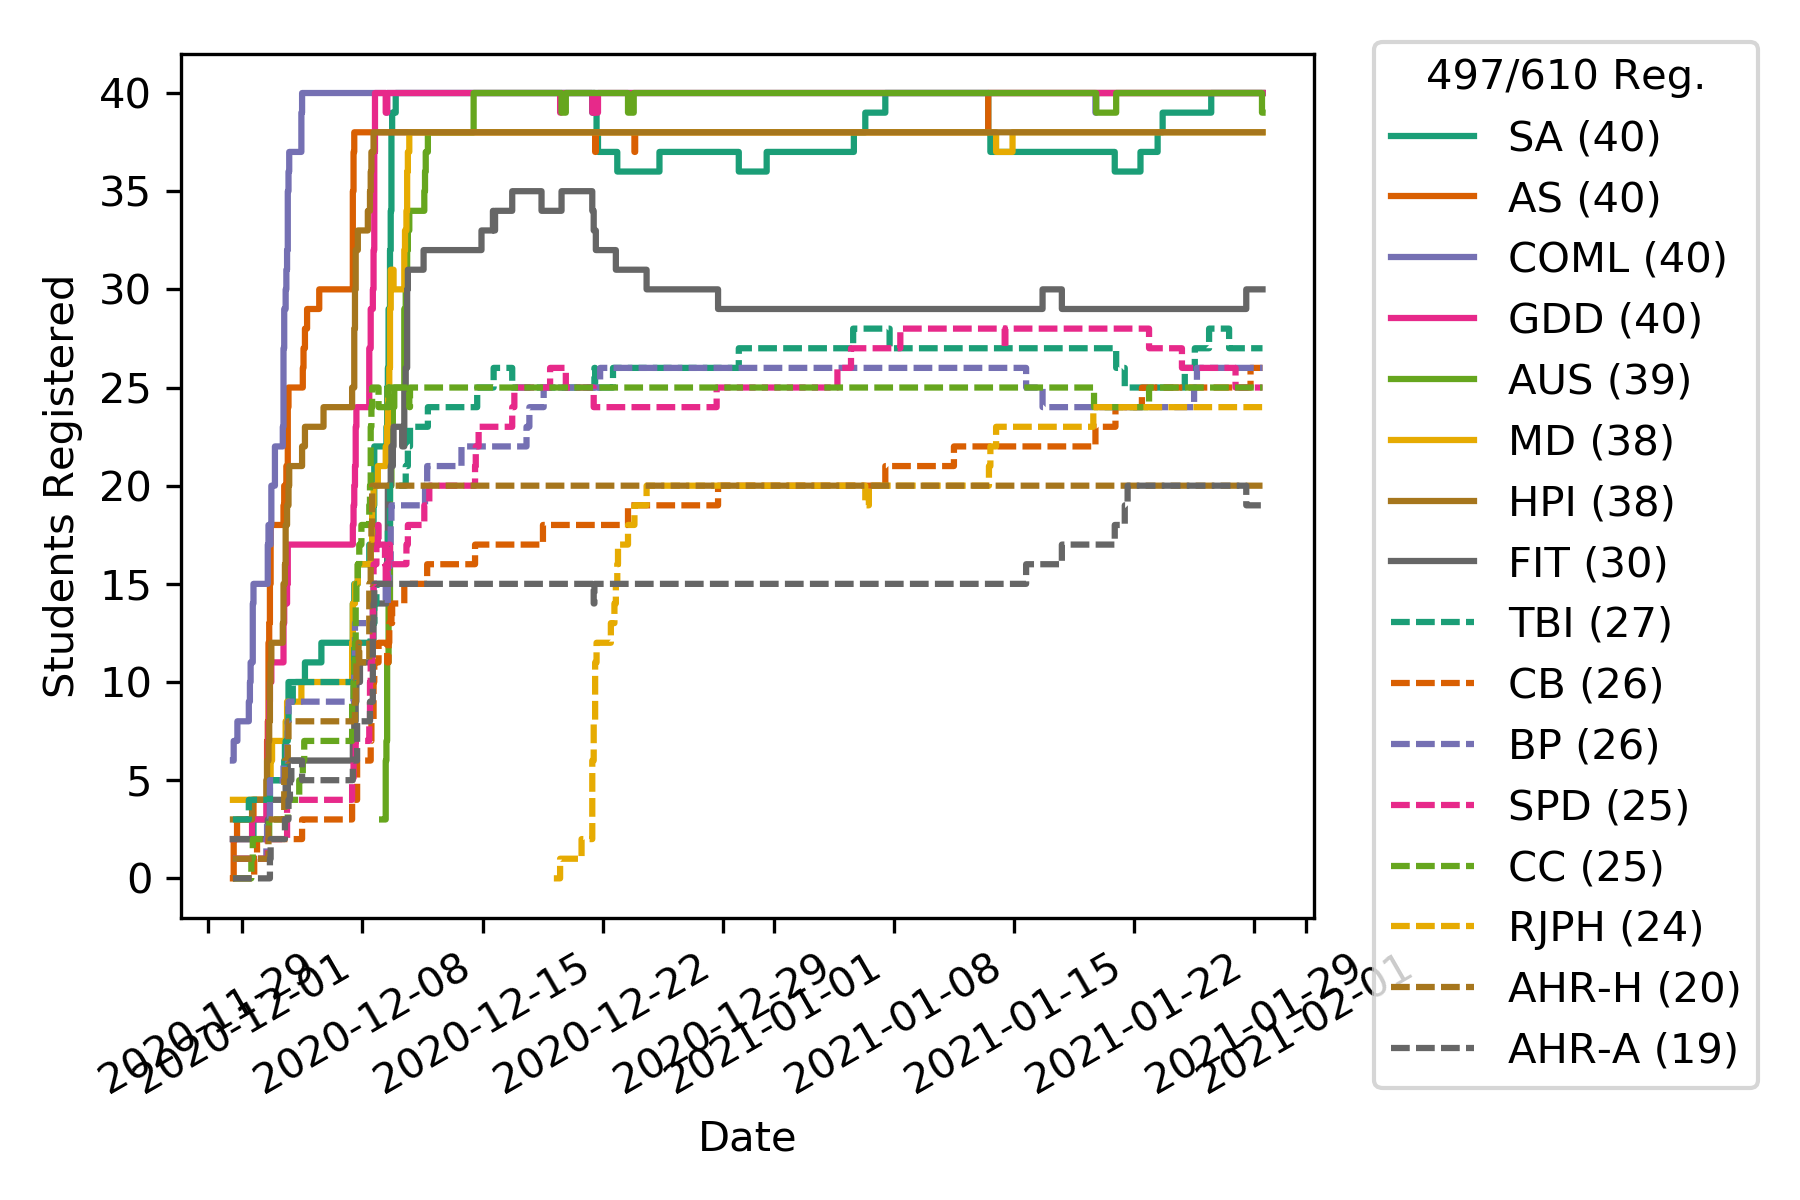 497/610 Reg.
SA (40)
AS (40)
COML (40)
GDD (40)
AUS (39)
MD (38)
HPI (38)
FIT (30)
TBI (27)
CB (26)
BP (26)
SPD (25)
CC (25)
RJPH (24)
AHR-H (20)
AHR-A (19)
Students Registered
40
35
30
25
20
15
10
5
0
2020-11-29
2020-12-01
2020-12-08
2020-12-15
2020-12-22
2020-12-29
2021-01-01
2021-01-08
2021-01-15
2021-01-22
2021-01-29
2021-02-01
Date